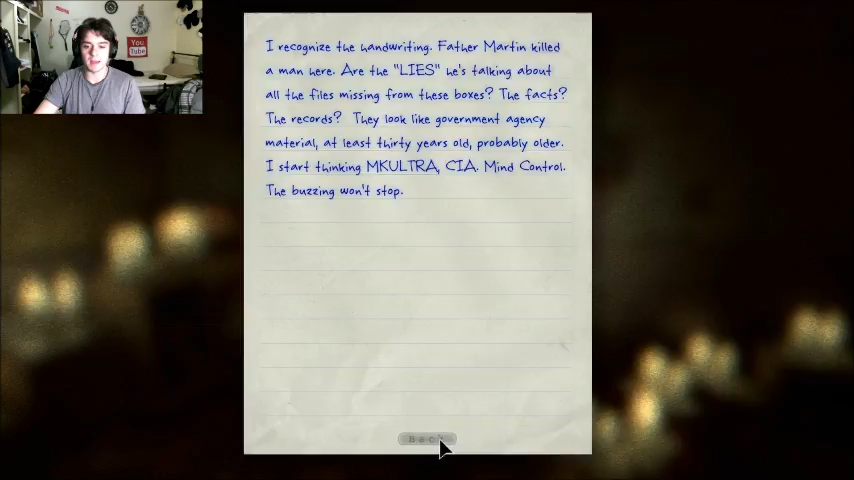 You
Tube
I recognize the handwriting. Father Martin killed
a man here. Are the "LIES" he's talking about
all the files missing from these boxes? The facts?
The records? They look like government agency
material, at least thirty years old, probably older.
I start thinking MKULTRA, CIA. Mind Control.
The buzzing won't stop.
BACK